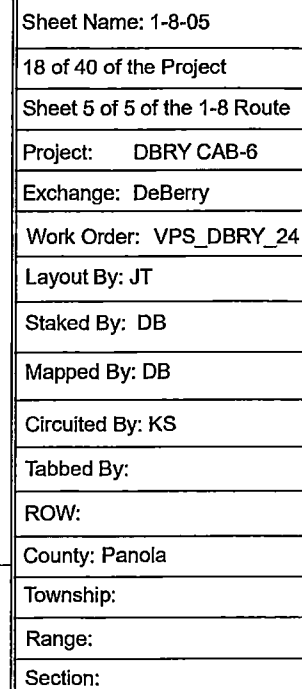 Sheet Name: 1-8-05
18 of 40 of the Project
Sheet 5 of 5 of the 1-8 Route
Project: DBRY CAB-6
Exchange: DeBerry
Work Order: VPS_DBRY_24
Layout By: JT
Staked By: DB
Mapped By: DB
Circuited By: KS
Tabbed By:
ROW:
County: Panola
Township:
Range:
Section: